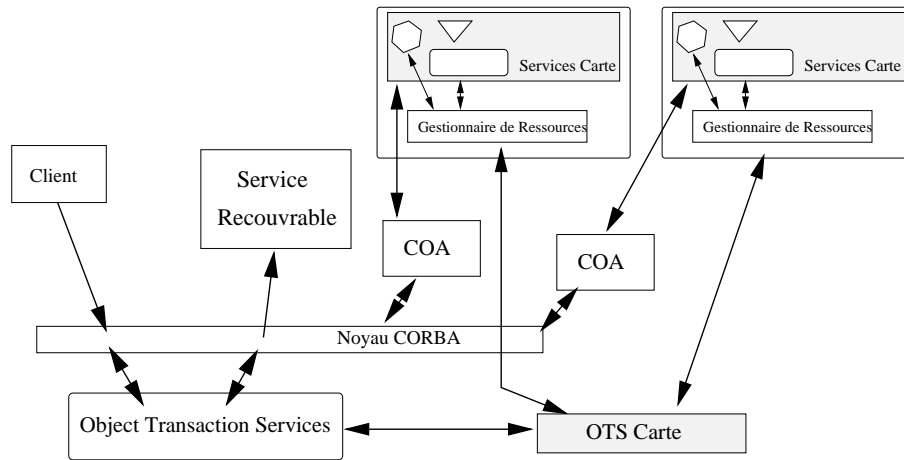 Services Carte
Services Carte
Gestionnaire de Ressources
Gestionnaire de Ressources
Client
Service
Recouvrable
COA
COA
Noyau CORBA
Object Transaction Services
OTS Carte